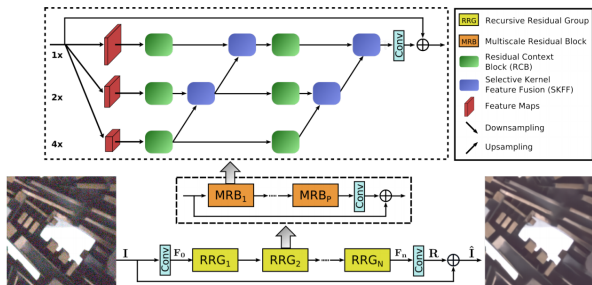 1x
2x
4x
Conv
RRG Recursive Residual Group
MRB Multiscale Residual Block
Residual Context
Block (RCB)
Selective Kernel
Feature Fusion (SKFF)
Feature Maps
Downsampling
Upsampling
MRB1 MRBP Conv
I Conv F0 RRG1 RRG2 RRGN Fn Conv R Î